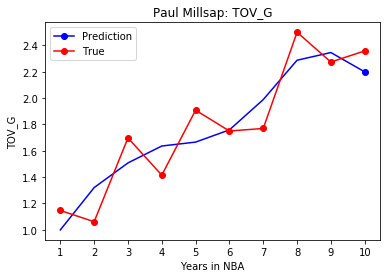 Paul Millsap: TOV_G
Prediction
True
TOV_G
2.4
2.2
2.0
1.8
1.6
1.4
1.2
1.0
1 2 3 4 5 6 7 8 9 10
Years in NBA